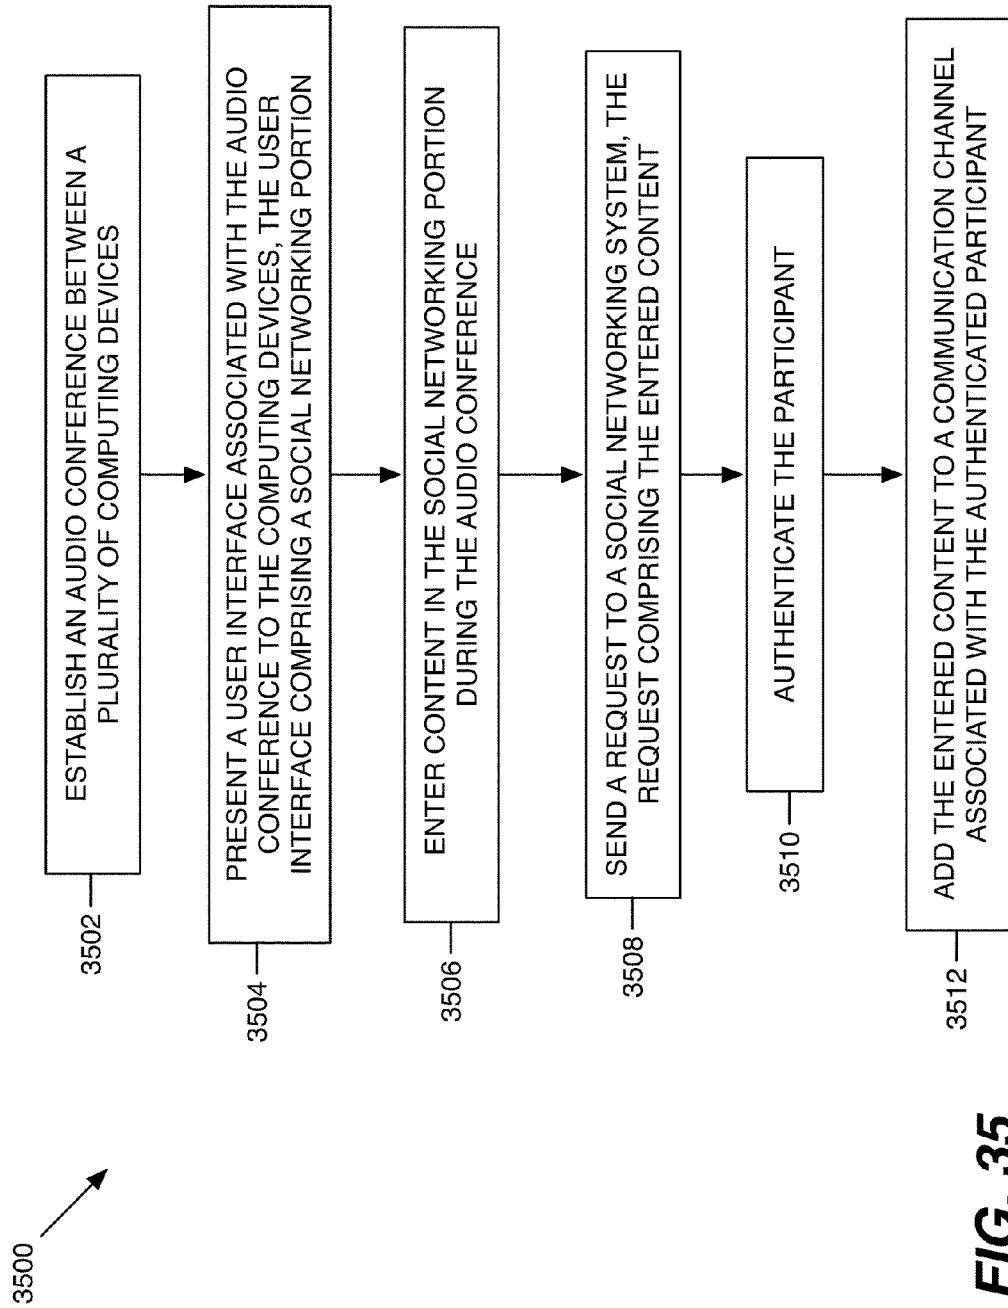 3500
3502
ESTABLISH AN AUDIO CONFERENCE BETWEEN A
PLURALITY OF COMPUTING DEVICES
3504
PRESENT A USER INTERFACE ASSOCIATED WITH THE AUDIO
CONFERENCE TO THE COMPUTING DEVICES, THE USER
INTERFACE COMPRISING A SOCIAL NETWORKING PORTION
3506
ENTER CONTENT IN THE SOCIAL NETWORKING PORTION
DURING THE AUDIO CONFERENCE
3508
SEND A REQUEST TO A SOCIAL NETWORKING SYSTEM, THE
REQUEST COMPRISING THE ENTERED CONTENT
3510
AUTHENTICATE THE PARTICIPANT
3512
ADD THE ENTERED CONTENT TO A COMMUNICATION CHANNEL
ASSOCIATED WITH THE AUTHENTICATED PARTICIPANT
FIG. 35